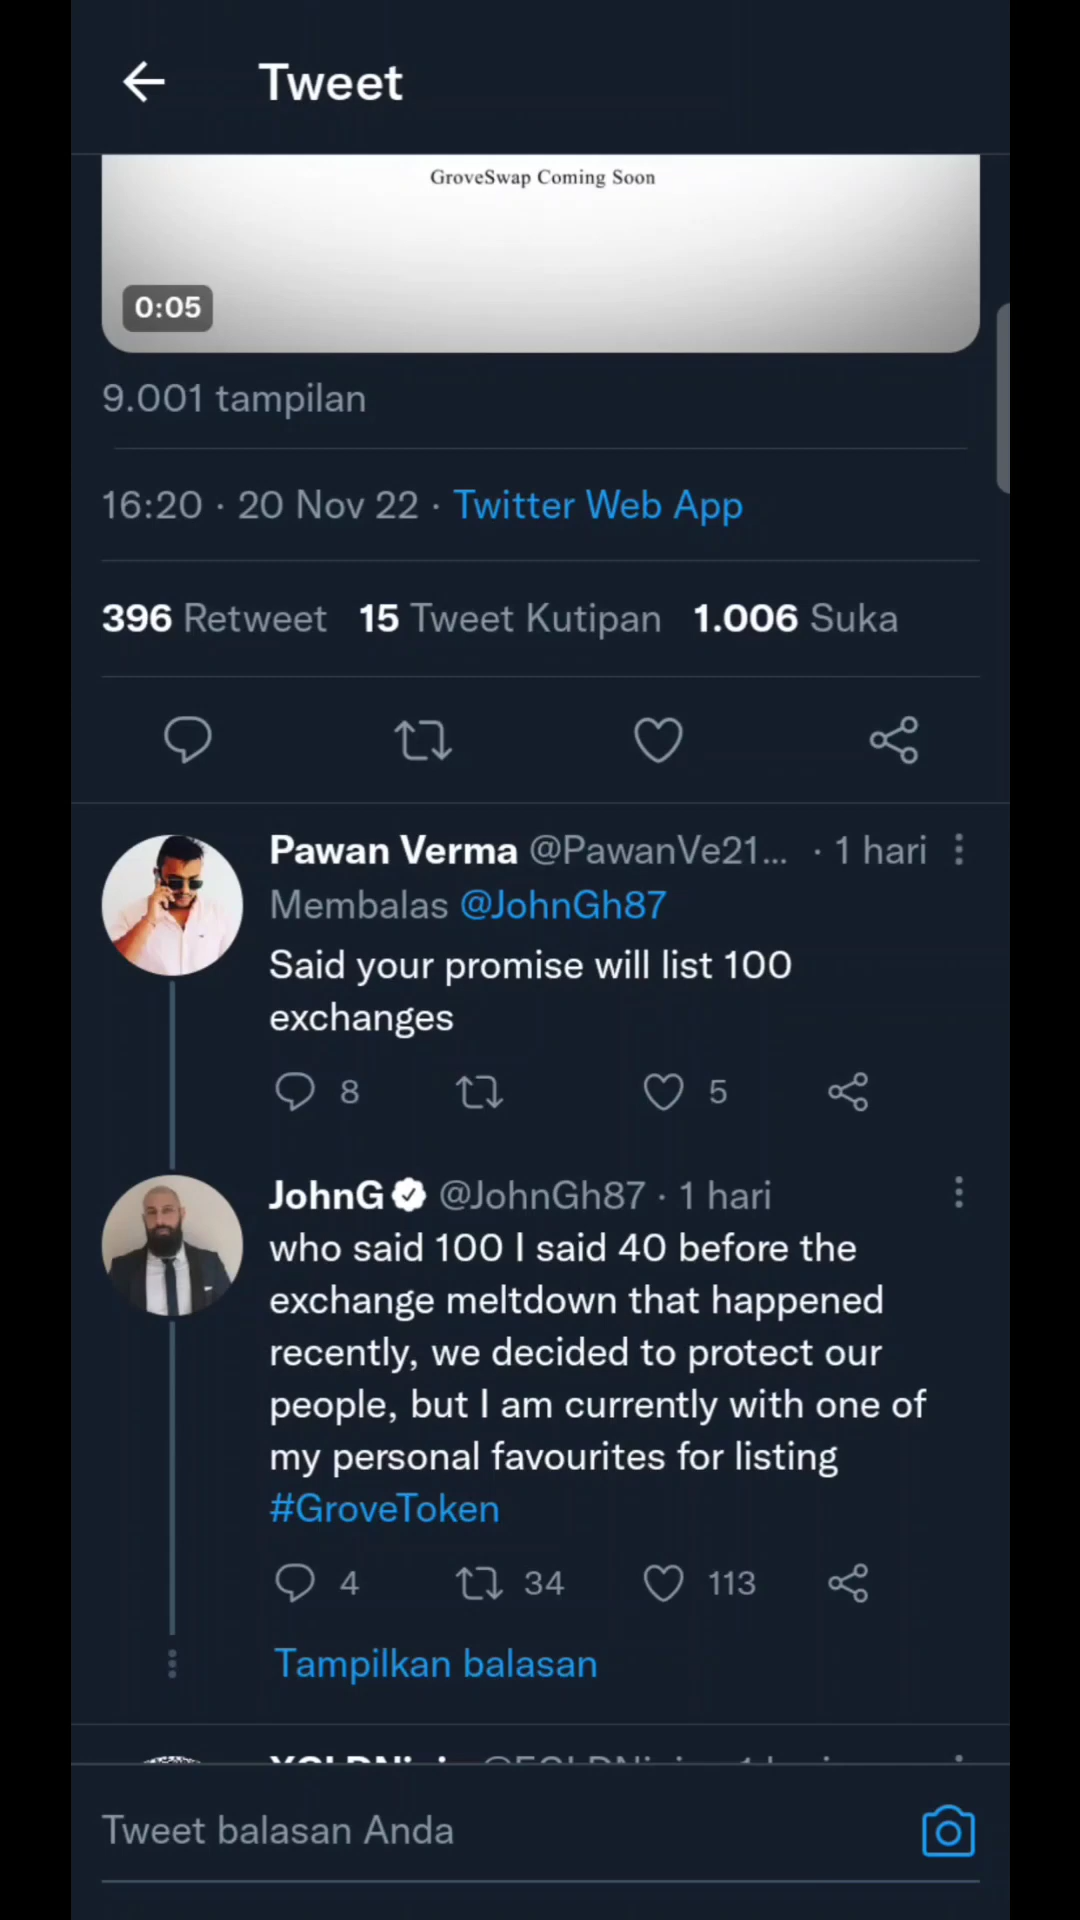 Tweet
GroveSwap Coming Soon
0:05
9.001 tampilan
16:20 · 20 Nov 22 · Twitter Web App
396 Retweet 15 Tweet Kutipan 1.006 Suka
Pawan Verma @PawanVe21... · 1 hari
Membalas @JohnGh87
Said your promise will list 100
exchanges
8 5
JohnG @JohnGh87 · 1 hari
who said 100 I said 40 before the
exchange meltdown that happened
recently, we decided to protect our
people, but I am currently with one of
my personal favourites for listing
#GroveToken
4 34 113
Tampilkan balasan
Tweet balasan Anda